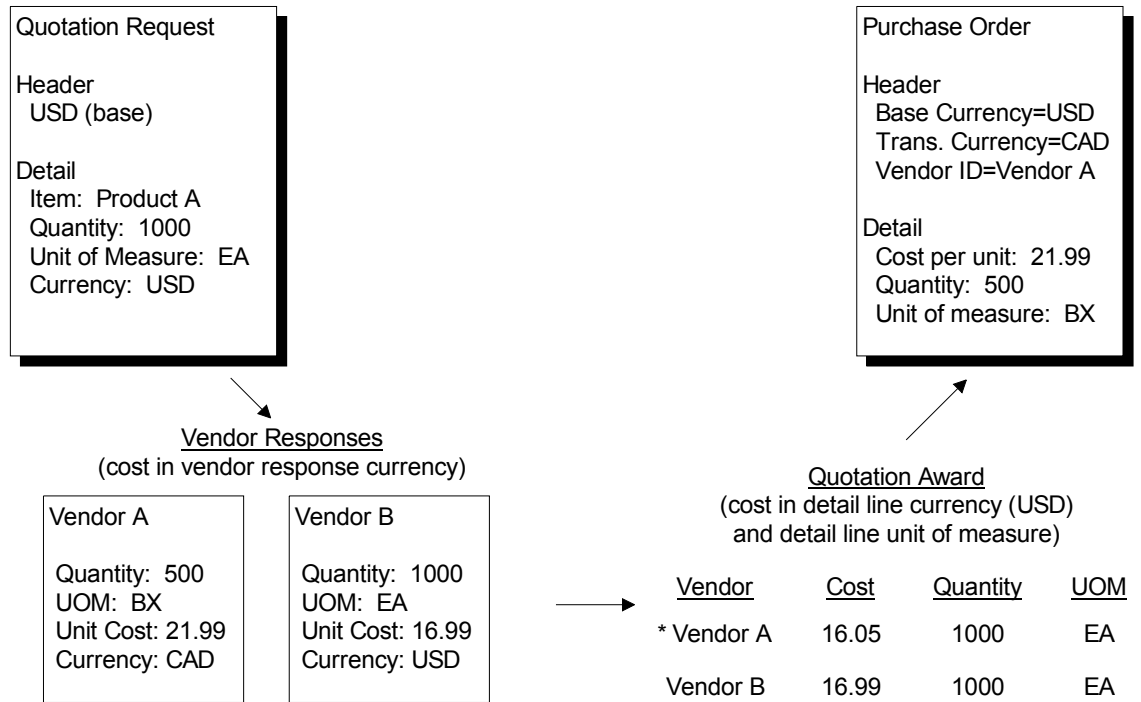 Quotation Request
Header
USD (base)
Detail
Item: Product A
Quantity: 1000
Unit of Measure: EA
Currency: USD
Vendor Responses
(cost in vendor response currency)
Vendor A
Quantity: 500
UOM: BX
Unit Cost: 21.99
Currency: CAD
Vendor B
Quantity: 1000
UOM: EA
Unit Cost: 16.99
Currency: USD
Quotation Award
(cost in detail line currency (USD)
and detail line unit of measure)
Vendor Cost Quantity UOM
* Vendor A 16.05 1000 EA
Vendor B 16.99 1000 EA
Purchase Order
Header
Base Currency=USD
Trans. Currency=CAD
Vendor ID=Vendor A
Detail
Cost per unit: 21.99
Quantity: 500
Unit of measure: BX